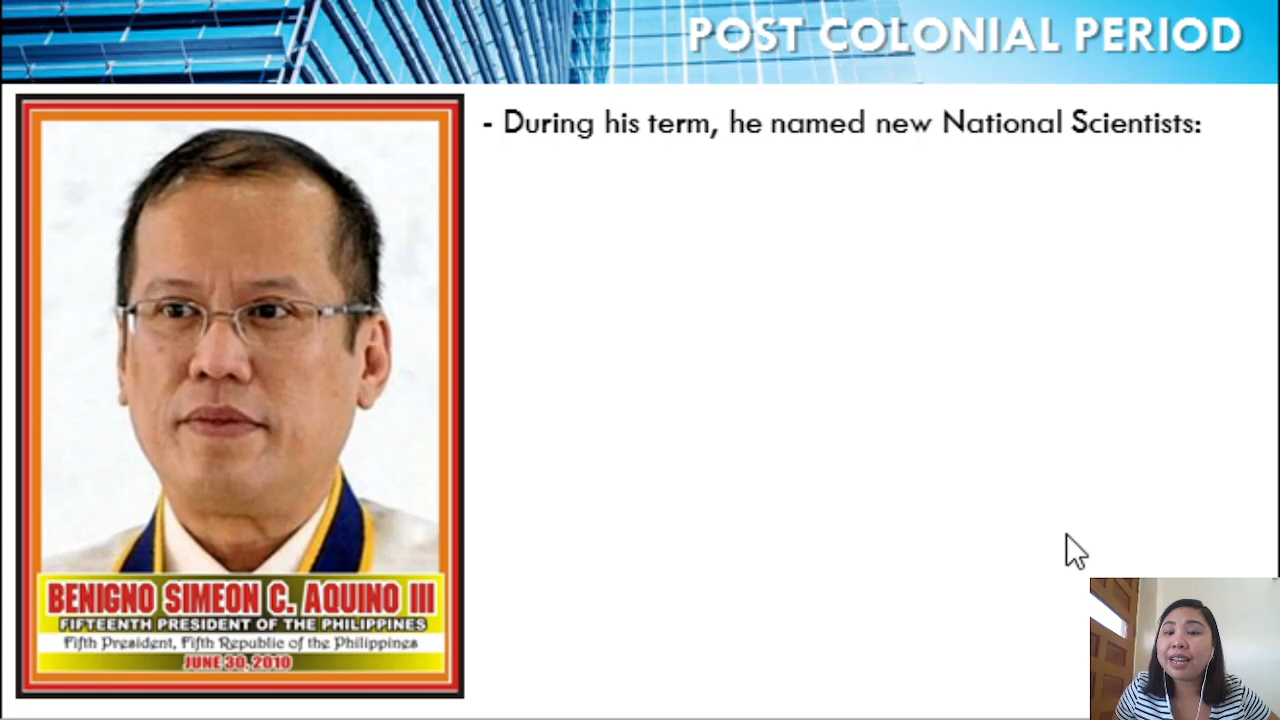 POST COLONIAL PERIOD
- During his term, he named new National Scientists:
BENIGNO SIMEON C. AQUINO III
FIFTEENTH PRESIDENT OF THE PHILIPPINES
Fifth President, Fifth Republic of the Philippines
JUNE 30, 2010